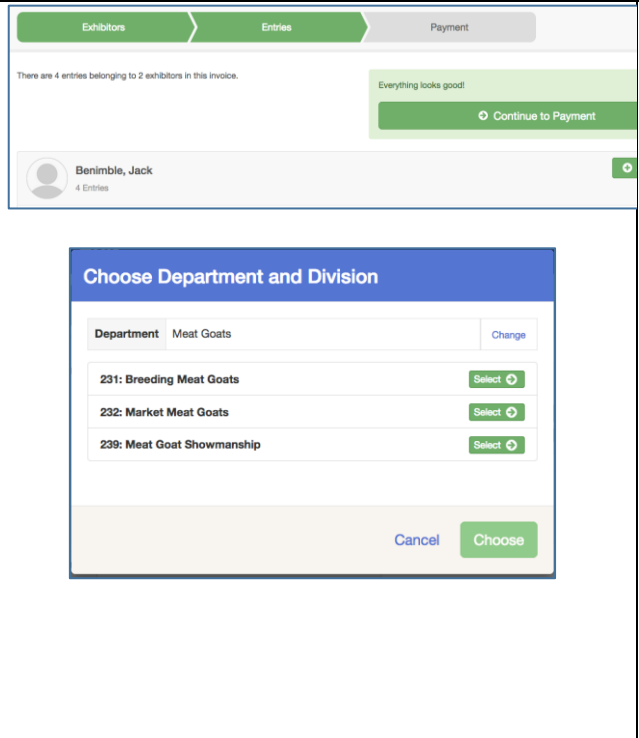 Exhibitors
Entries
Payment
There are 4 entries belonging to 2 exhibitors in this invoice.
Everything looks good!
Continue to Payment
Benimble, Jack
4 Entries
Choose Department and Division
Department Meat Goats Change
231: Breeding Meat Goats Select
232: Market Meat Goats Select
239: Meat Goat Showmanship Select
Cancel Choose